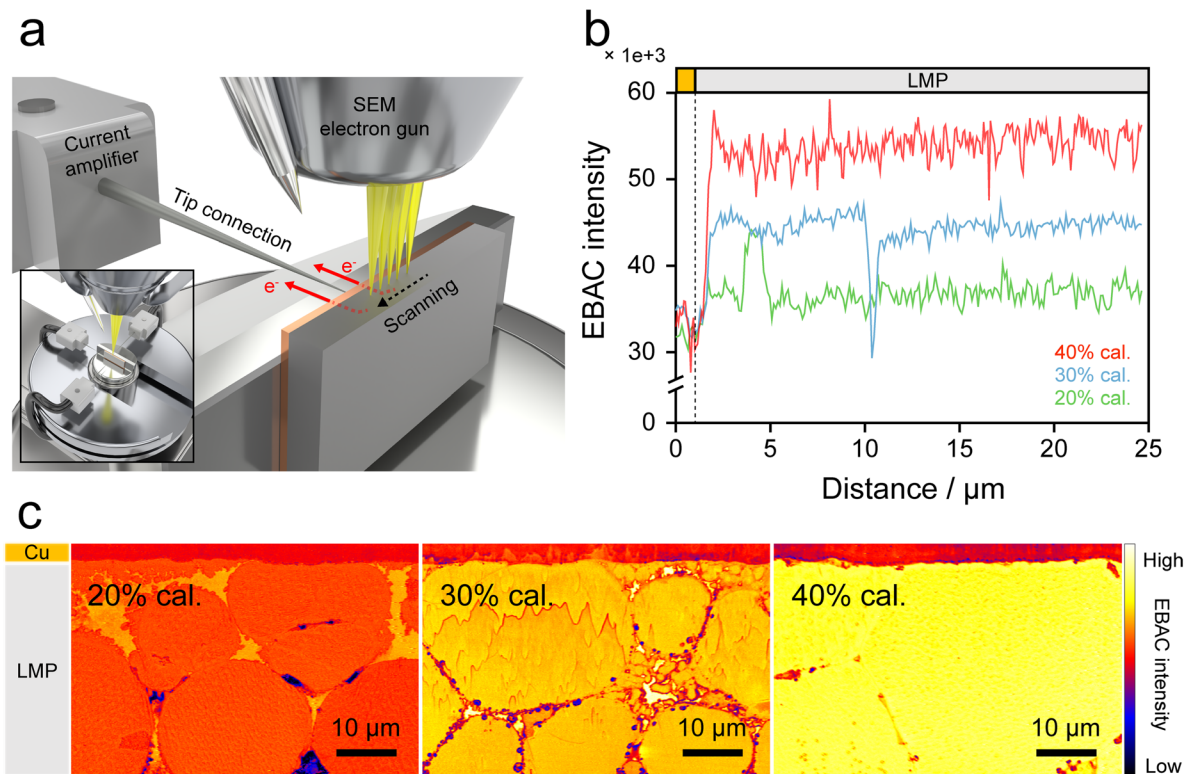 a
SEM
electron gun
Current
amplifier
Tip connection
e-
e-
Scanning
b
× 1e+3
LMP
60
50
40
30
0
EBAC intensity
40% cal.
30% cal.
20% cal.
0
5
10
15
20
25
Distance / µm
c
Cu
LMP
20% cal.
10 µm
30% cal.
10 µm
40% cal.
10 µm
High
EBAC intensity
Low